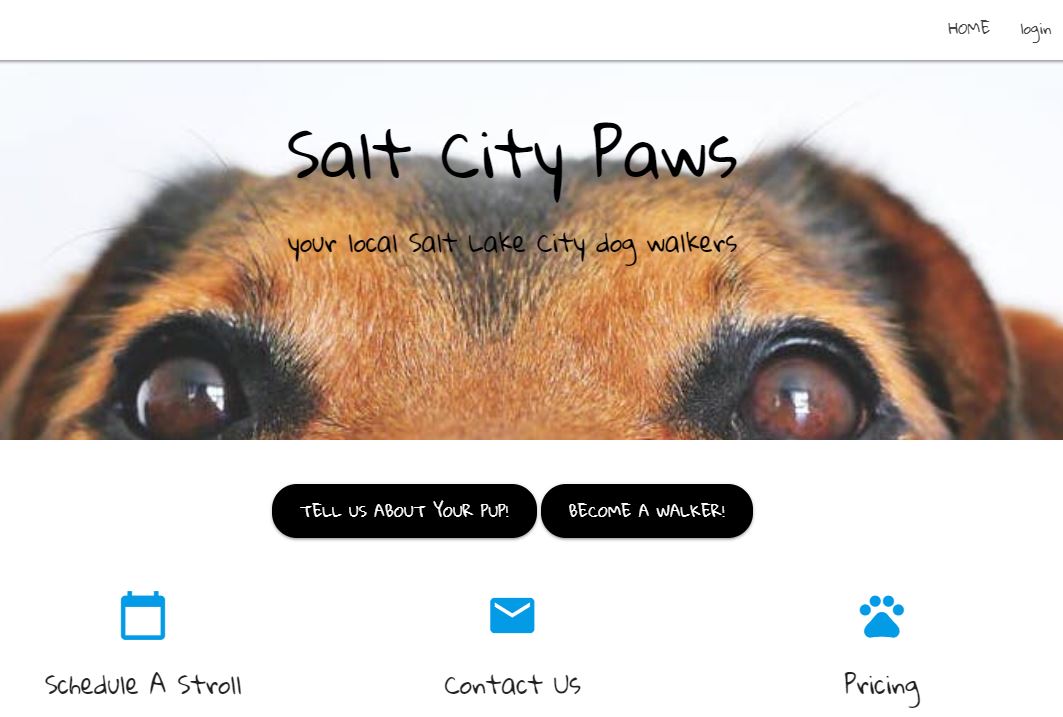 HOME login
Salt City Paws
your local Salt Lake City dog walkers
TELL US ABOUT YOUR PUP! BECOME A WALKER!
Schedule A Stroll Contact Us Pricing